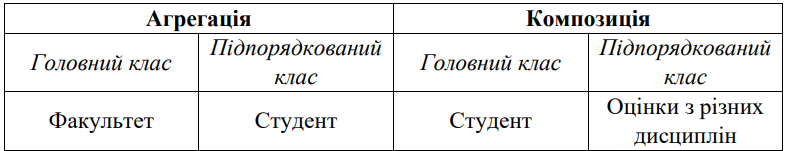 Агрегація Композиція
Головний клас Підпорядкований клас Головний клас Підпорядкований клас
Факультет Студент Студент Оцінки з різних дисциплін